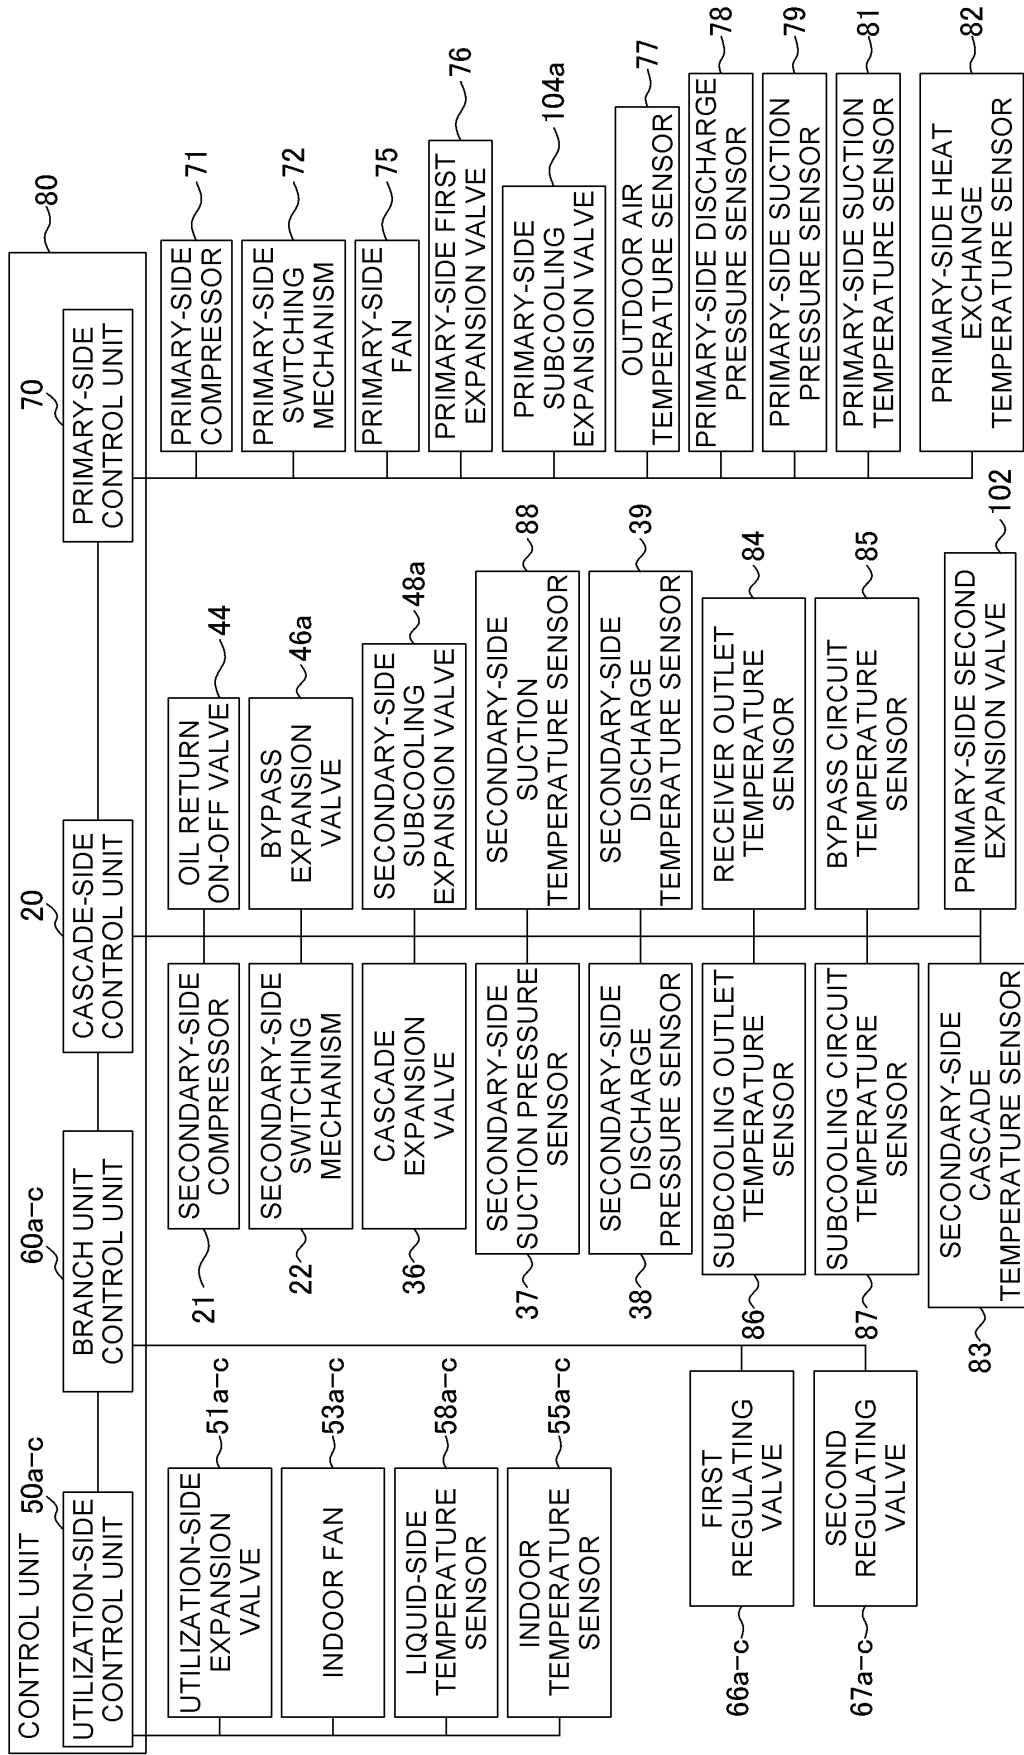 CONTROL UNIT
80
50a-c
UTILIZATION-SIDE
CONTROL UNIT
60a-c
BRANCH UNIT
CONTROL UNIT
20
CASCADE-SIDE
CONTROL UNIT
70
PRIMARY-SIDE
CONTROL UNIT
UTILIZATION-SIDE
EXPANSION
VALVE
51a-c
INDOOR FAN
53a-c
LIQUID-SIDE
TEMPERATURE
SENSOR
58a-c
INDOOR
TEMPERATURE
SENSOR
55a-c
FIRST
REGULATING
VALVE
66a-c
SECOND
REGULATING
VALVE
67a-c
21
SECONDARY-SIDE
COMPRESSOR
22
SECONDARY-SIDE
SWITCHING
MECHANISM
36
CASCADE
EXPANSION
VALVE
37
SECONDARY-SIDE
SUCTION PRESSURE
SENSOR
38
SECONDARY-SIDE
DISCHARGE
PRESSURE SENSOR
86
SUBCOOLING OUTLET
TEMPERATURE
SENSOR
87
SUBCOOLING CIRCUIT
TEMPERATURE
SENSOR
83
SECONDARY-SIDE
CASCADE
TEMPERATURE SENSOR
OIL RETURN
ON-OFF VALVE
44
BYPASS
EXPANSION
VALVE
46a
SECONDARY-SIDE
SUBCOOLING
EXPANSION VALVE
48a
SECONDARY-SIDE
SUCTION
TEMPERATURE SENSOR
88
SECONDARY-SIDE
DISCHARGE
TEMPERATURE SENSOR
39
RECEIVER OUTLET
TEMPERATURE
SENSOR
84
BYPASS CIRCUIT
TEMPERATURE
SENSOR
85
PRIMARY-SIDE SECOND
EXPANSION VALVE
102
PRIMARY-SIDE
COMPRESSOR
71
PRIMARY-SIDE
SWITCHING
MECHANISM
72
PRIMARY-SIDE
FAN
75
PRIMARY-SIDE FIRST
EXPANSION VALVE
76
PRIMARY-SIDE
SUBCOOLING
EXPANSION VALVE
104a
OUTDOOR AIR
TEMPERATURE SENSOR
77
PRIMARY-SIDE DISCHARGE
PRESSURE SENSOR
78
PRIMARY-SIDE SUCTION
PRESSURE SENSOR
79
PRIMARY-SIDE SUCTION
TEMPERATURE SENSOR
81
PRIMARY-SIDE HEAT
EXCHANGE
TEMPERATURE SENSOR
82